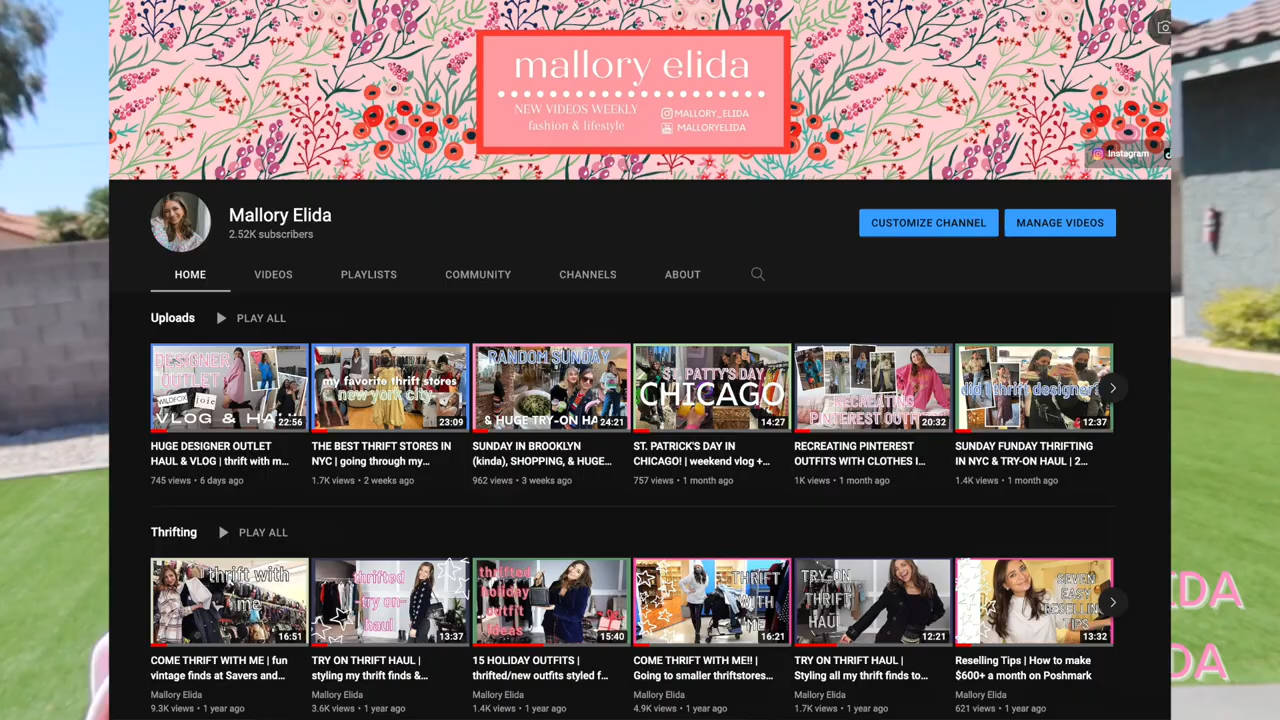 mallory elida
NEW VIDEOS WEEKLY
fashion & lifestyle
MALLORY_ELIDA
MALLORYELIDA
Instagram
Mallory Elida
2.52K subscribers
CUSTOMIZE CHANNEL
MANAGE VIDEOS
HOME
VIDEOS
PLAYLISTS
COMMUNITY
CHANNELS
ABOUT
Uploads
PLAY ALL
DESIGNER
OUTLET
WILDFOX
joie
VLOG & HA...
22:56
my favorite thrift stores
new york city
23:09
RANDOM SUNDAY
& HUGE TRY-ON HA
24:21
ST. PATTY'S DAY
CHICAGO
14:27
RECREATING
PINTEREST OUTF
20:32
did i thrift designer?
12:37
HUGE DESIGNER OUTLET
HAUL & VLOG | thrift with m...
745 views • 6 days ago
THE BEST THRIFT STORES IN
NYC | going through my...
1.7K views • 2 weeks ago
SUNDAY IN BROOKLYN
(kinda), SHOPPING, & HUGE...
962 views • 3 weeks ago
ST. PATRICK'S DAY IN
CHICAGO! | weekend vlog +...
757 views • 1 month ago
RECREATING PINTEREST
OUTFITS WITH CLOTHES I...
1K views • 1 month ago
SUNDAY FUNDAY THRIFTING
IN NYC & TRY-ON HAUL | 2...
1.4K views • 1 month ago
Thrifting
PLAY ALL
thrift with
me
16:51
thrifted
try on
haul
13:37
thrifted
holiday
outfit
ideas
15:40
THRIFT
WITH
ME
16:21
TRY-ON
THRIFT
HAUL
12:21
SEVEN
EASY
RESELLIN
TIPS
13:32
COME THRIFT WITH ME | fun
vintage finds at Savers and...
Mallory Elida
9.3K views • 1 year ago
TRY ON THRIFT HAUL |
styling my thrift finds &...
Mallory Elida
3.6K views • 1 year ago
15 HOLIDAY OUTFITS |
thrifted/new outfits styled f...
Mallory Elida
1.4K views • 1 year ago
COME THRIFT WITH ME!! |
Going to smaller thriftstores...
Mallory Elida
4.9K views • 1 year ago
TRY ON THRIFT HAUL |
Styling all my thrift finds to...
Mallory Elida
1.7K views • 1 year ago
Reselling Tips | How to make
$600+ a month on Poshmark
Mallory Elida
621 views • 1 year ago
IDA
DA